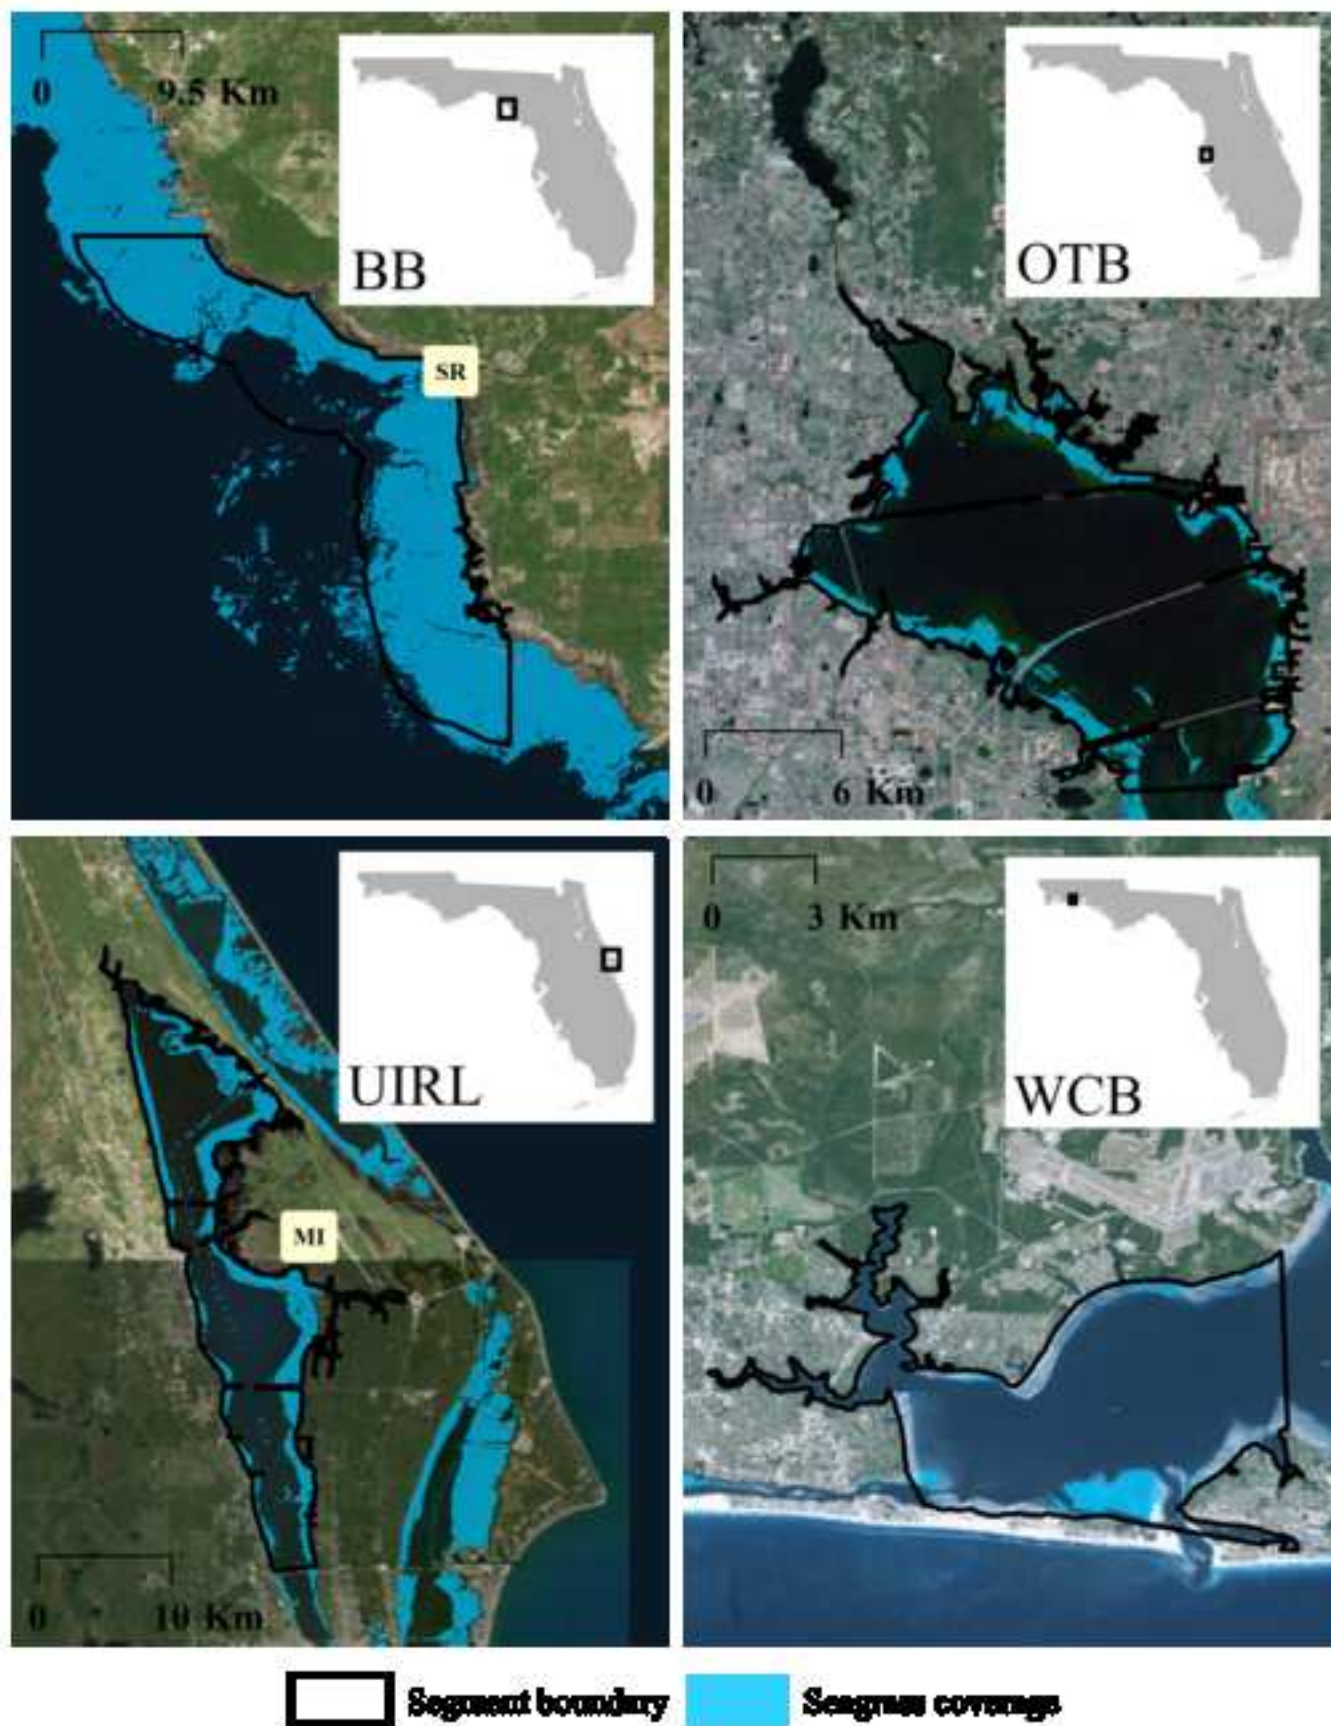 0 9.5 Km
BB
SR
OTB
0 6 Km
UIRL
MI
0 10 Km
0 3 Km
WCB
Segment boundary
Seagrass coverage